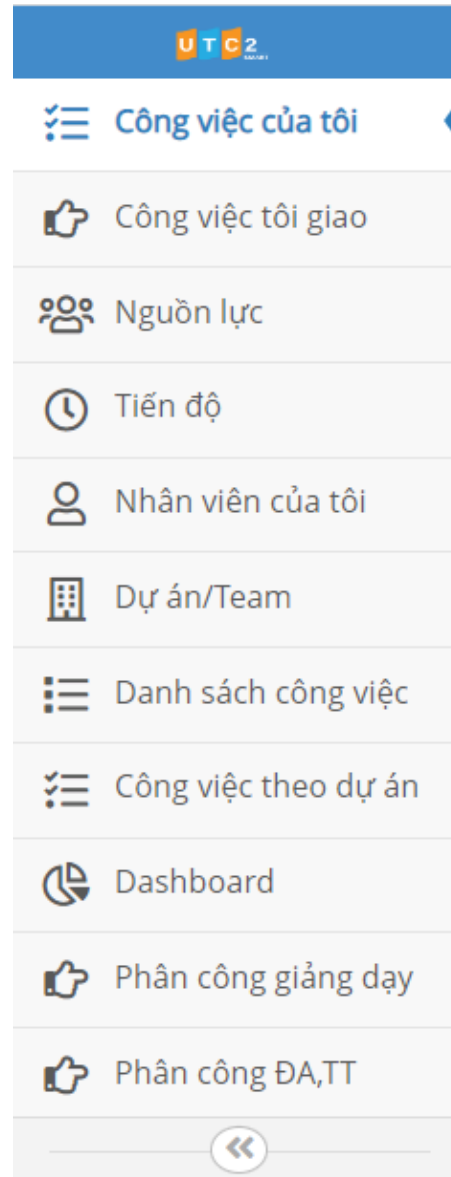 UTC2
Công việc của tôi
Công việc tôi giao
Nguồn lực
Tiến độ
Nhân viên của tôi
Dự án/Team
Danh sách công việc
Công việc theo dự án
Dashboard
Phân công giảng dạy
Phân công ĐA,TT